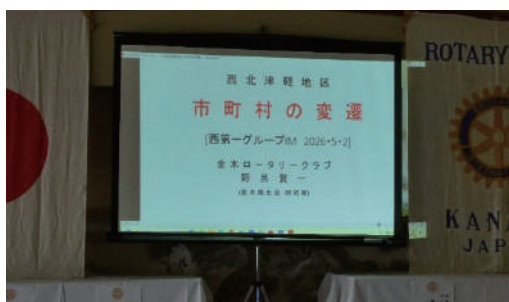 西北津軽地区
市町村の変遷
[西第一グループIM 2026・5・2]
金木ロータリークラブ
野呂賢一
ROTARY
KANA
JAP